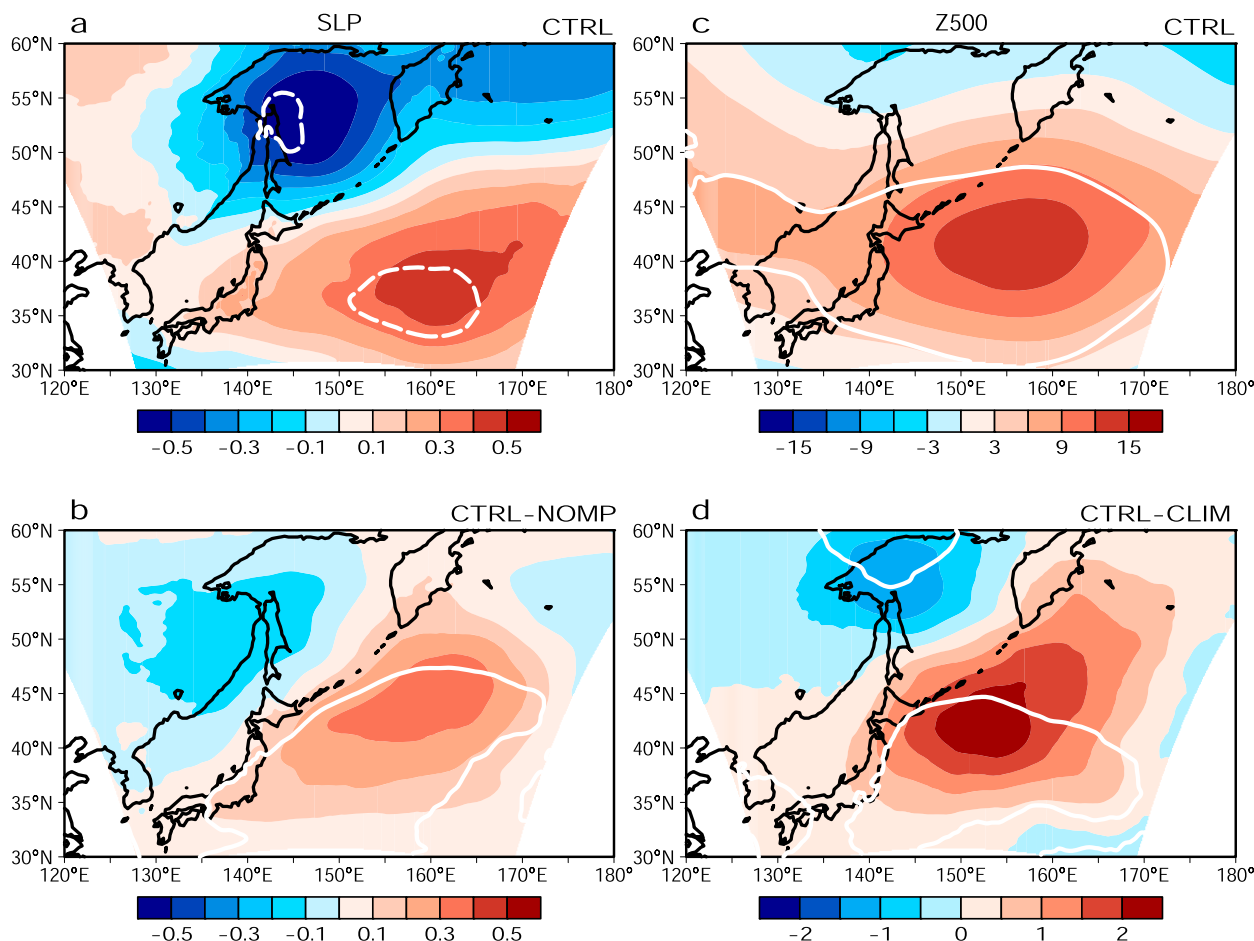 a SLP CTRL
60°N
55°N
50°N
45°N
40°N
35°N
30°N
120°E 130°E 140°E 150°E 160°E 170°E 180°
-0.5 -0.3 -0.1 0.1 0.3 0.5
c Z500 CTRL
60°N
55°N
50°N
45°N
40°N
35°N
30°N
120°E 130°E 140°E 150°E 160°E 170°E 180°
-15 -9 -3 3 9 15
b CTRL-NOMP
60°N
55°N
50°N
45°N
40°N
35°N
30°N
120°E 130°E 140°E 150°E 160°E 170°E 180°
-0.5 -0.3 -0.1 0.1 0.3 0.5
d CTRL-CLIM
60°N
55°N
50°N
45°N
40°N
35°N
30°N
120°E 130°E 140°E 150°E 160°E 170°E 180°
-2 -1 0 1 2